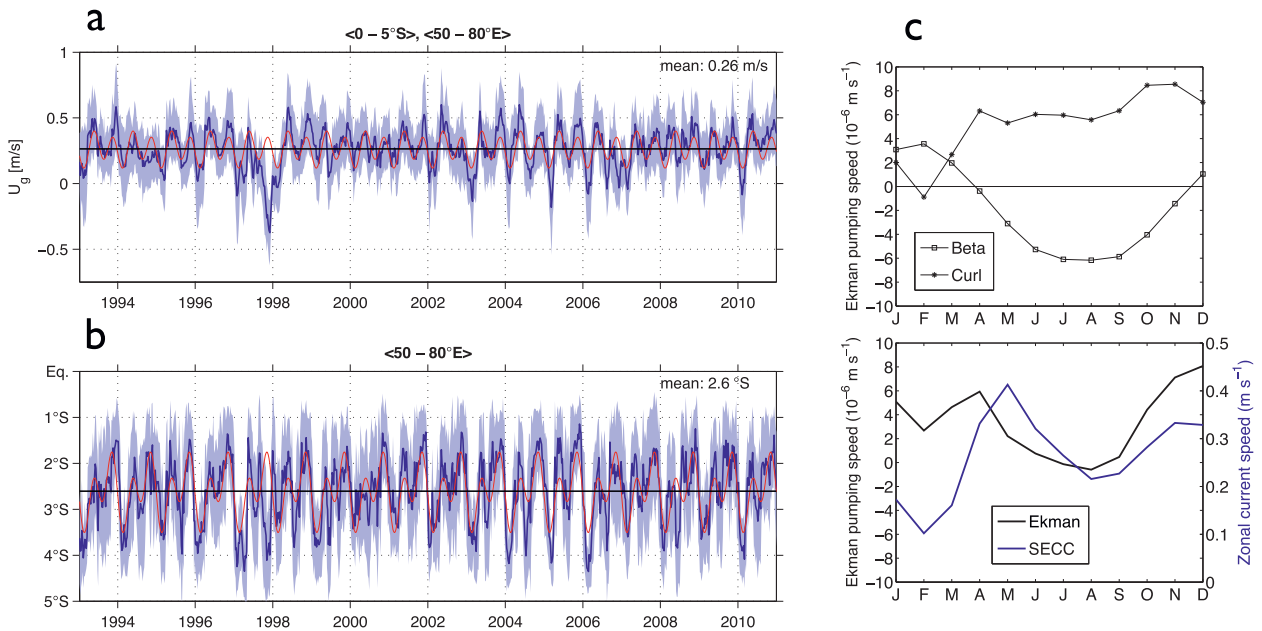 a
<0 – 5°S>, <50 – 80°E>
mean: 0.26 m/s
U_g [m/s]
1
0.5
0
−0.5
1994 1996 1998 2000 2002 2004 2006 2008 2010
b
<50 – 80°E>
mean: 2.6 °S
Eq.
1°S
2°S
3°S
4°S
5°S
1994 1996 1998 2000 2002 2004 2006 2008 2010
c
Ekman pumping speed (10⁻⁶ m s⁻¹)
10
8
6
4
2
0
−2
−4
−6
−8
−10
Beta
Curl
J F M A M J J A S O N D
Ekman pumping speed (10⁻⁶ m s⁻¹)
10
8
6
4
2
0
−2
−4
−6
−8
−10
Ekman
SECC
J F M A M J J A S O N D
0.5
0.4
0.3
0.2
0.1
0
Zonal current speed (m s⁻¹)